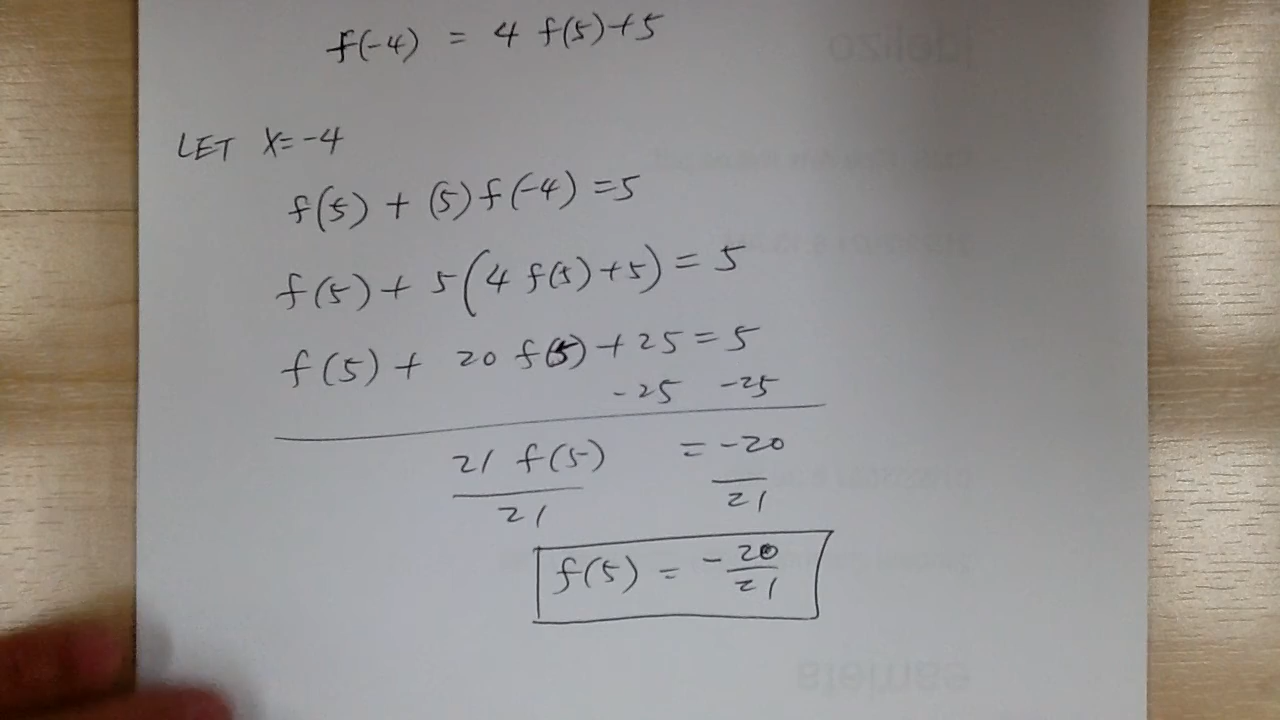 f(-4) = 4 f(5)+5
LET X=-4
f(5) + (5) f(-4) =5
f(5) + 5(4 f(5)+5) = 5
f(5) + 20 f(5) +25 = 5
-25 -25
21 f(5) = -20
21 21
f(5) = - 20
21